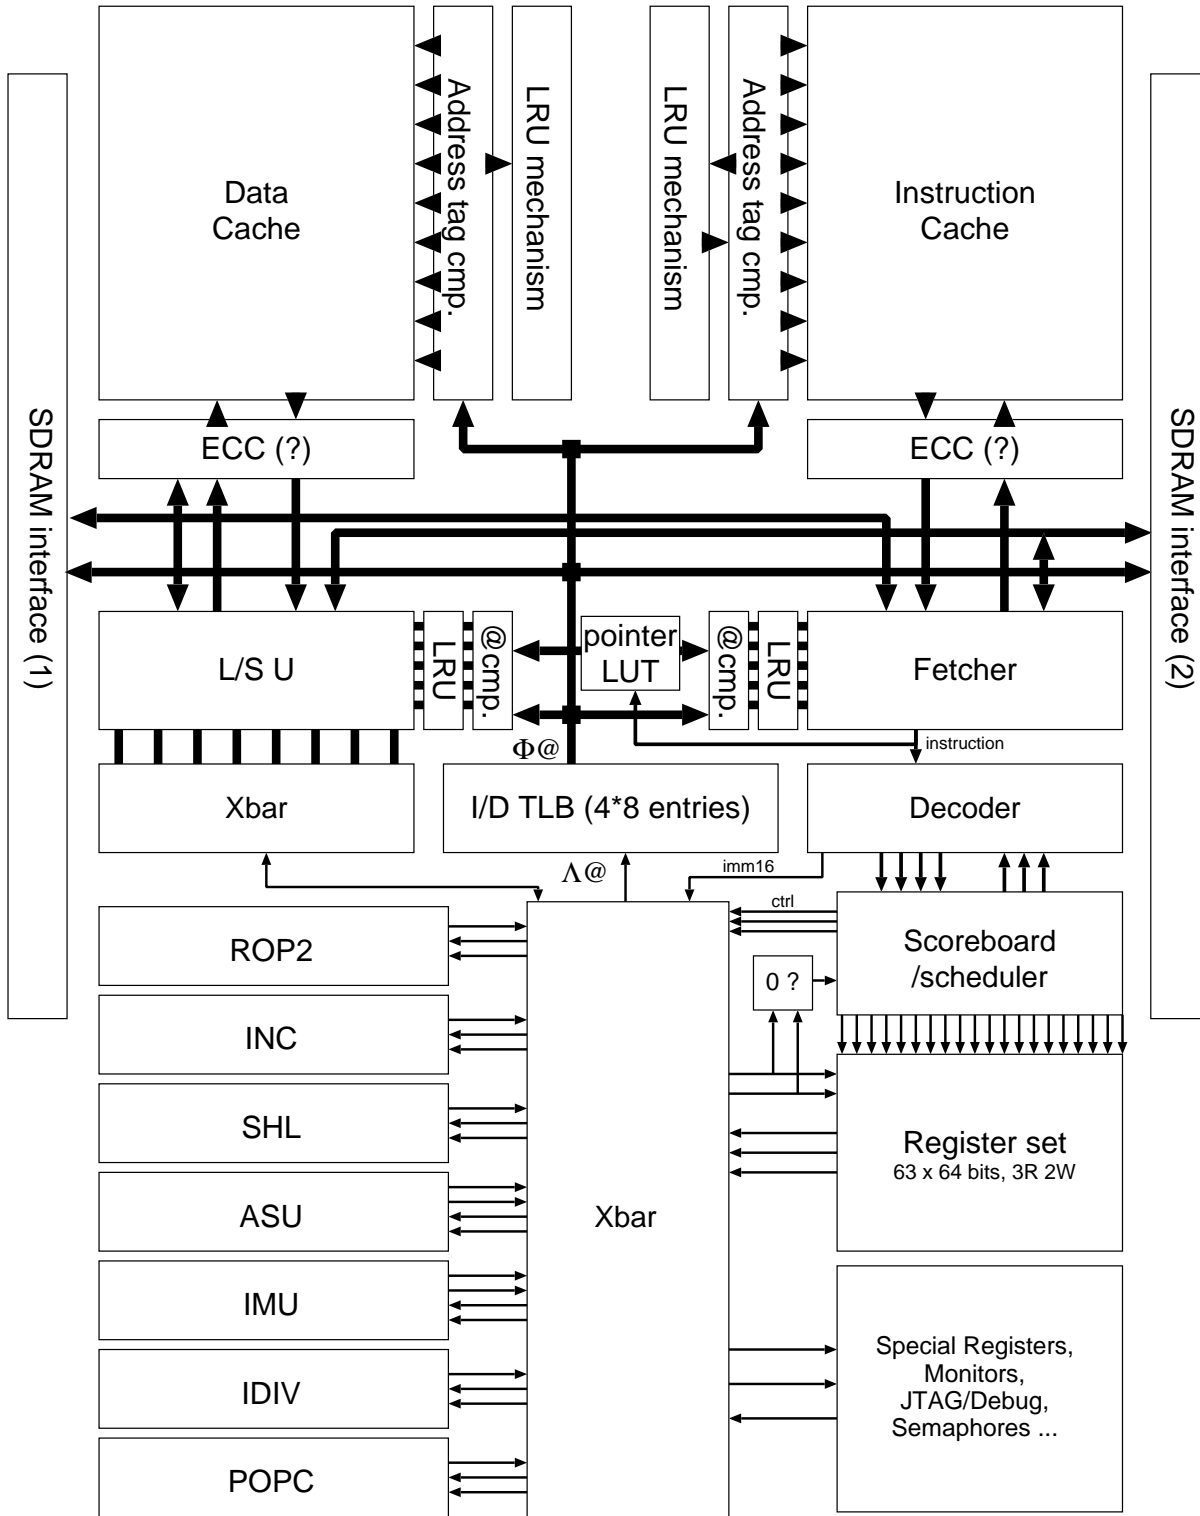 Data
Cache
Address tag cmp.
LRU mechanism
LRU mechanism
Address tag cmp.
Instruction
Cache
SDRAM interface (1)
ECC (?)
ECC (?)
SDRAM interface (2)
L/S U
LRU
@cmp.
pointer
LUT
@cmp.
LRU
Fetcher
Φ@
instruction
Xbar
I/D TLB (4*8 entries)
Decoder
Λ@
imm16
ctrl
ROP2
Scoreboard
/scheduler
0 ?
INC
SHL
Register set
63 x 64 bits, 3R 2W
ASU
Xbar
IMU
Special Registers,
Monitors,
JTAG/Debug,
Semaphores ...
IDIV
POPC